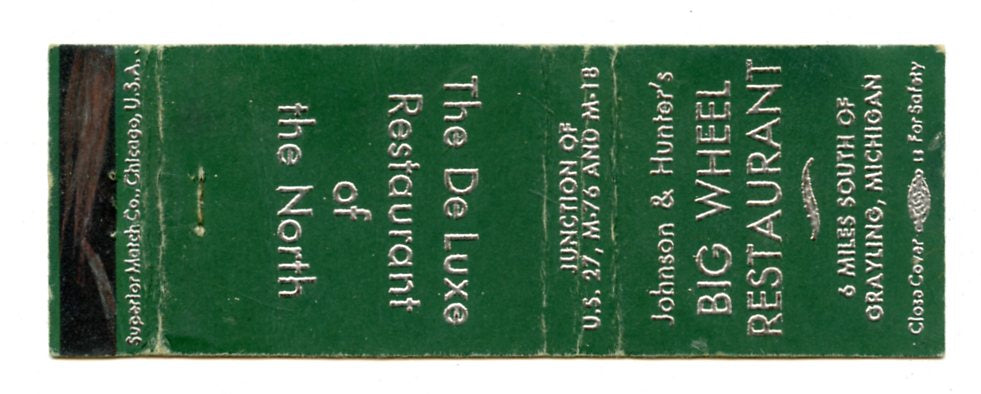 Superior Match Co., Chicago, U.S.A.
The De Luxe
Restaurant
of
the North
JUNCTION OF
U.S. 27, M-76 AND M-18
Johnson & Hunter's
BIG WHEEL
RESTAURANT
6 MILES SOUTH OF
GRAYLING, MICHIGAN
Close Cover is For Safety